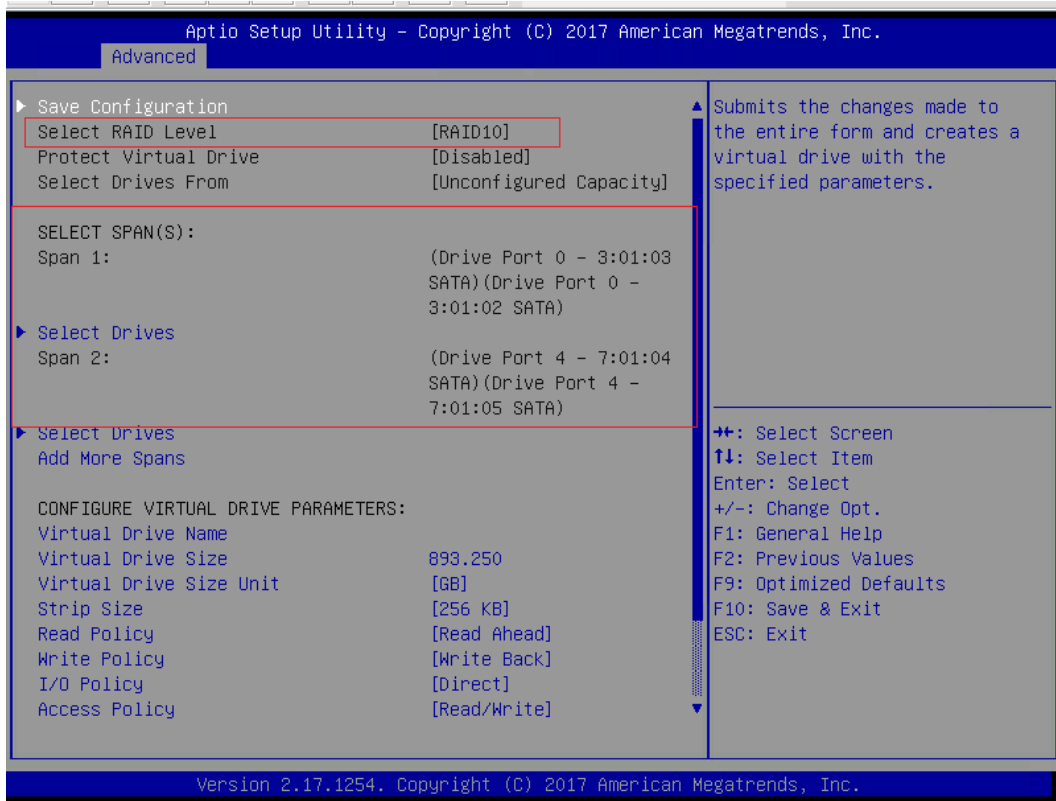 Aptio Setup Utility – Copyright (C) 2017 American Megatrends, Inc.
Advanced
Save Configuration
Select RAID Level [RAID10]
Protect Virtual Drive [Disabled]
Select Drives From [Unconfigured Capacity]
SELECT SPAN(S):
Span 1: (Drive Port 0 – 3:01:03
SATA)(Drive Port 0 –
3:01:02 SATA)
Select Drives
Span 2: (Drive Port 4 – 7:01:04
SATA)(Drive Port 4 –
7:01:05 SATA)
Select Drives
Add More Spans
CONFIGURE VIRTUAL DRIVE PARAMETERS:
Virtual Drive Name
Virtual Drive Size 893.250
Virtual Drive Size Unit [GB]
Strip Size [256 KB]
Read Policy [Read Ahead]
Write Policy [Write Back]
I/O Policy [Direct]
Access Policy [Read/Write]
Submits the changes made to
the entire form and creates a
virtual drive with the
specified parameters.
→←: Select Screen
↑↓: Select Item
Enter: Select
+/-: Change Opt.
F1: General Help
F2: Previous Values
F9: Optimized Defaults
F10: Save & Exit
ESC: Exit
Version 2.17.1254. Copyright (C) 2017 American Megatrends, Inc.